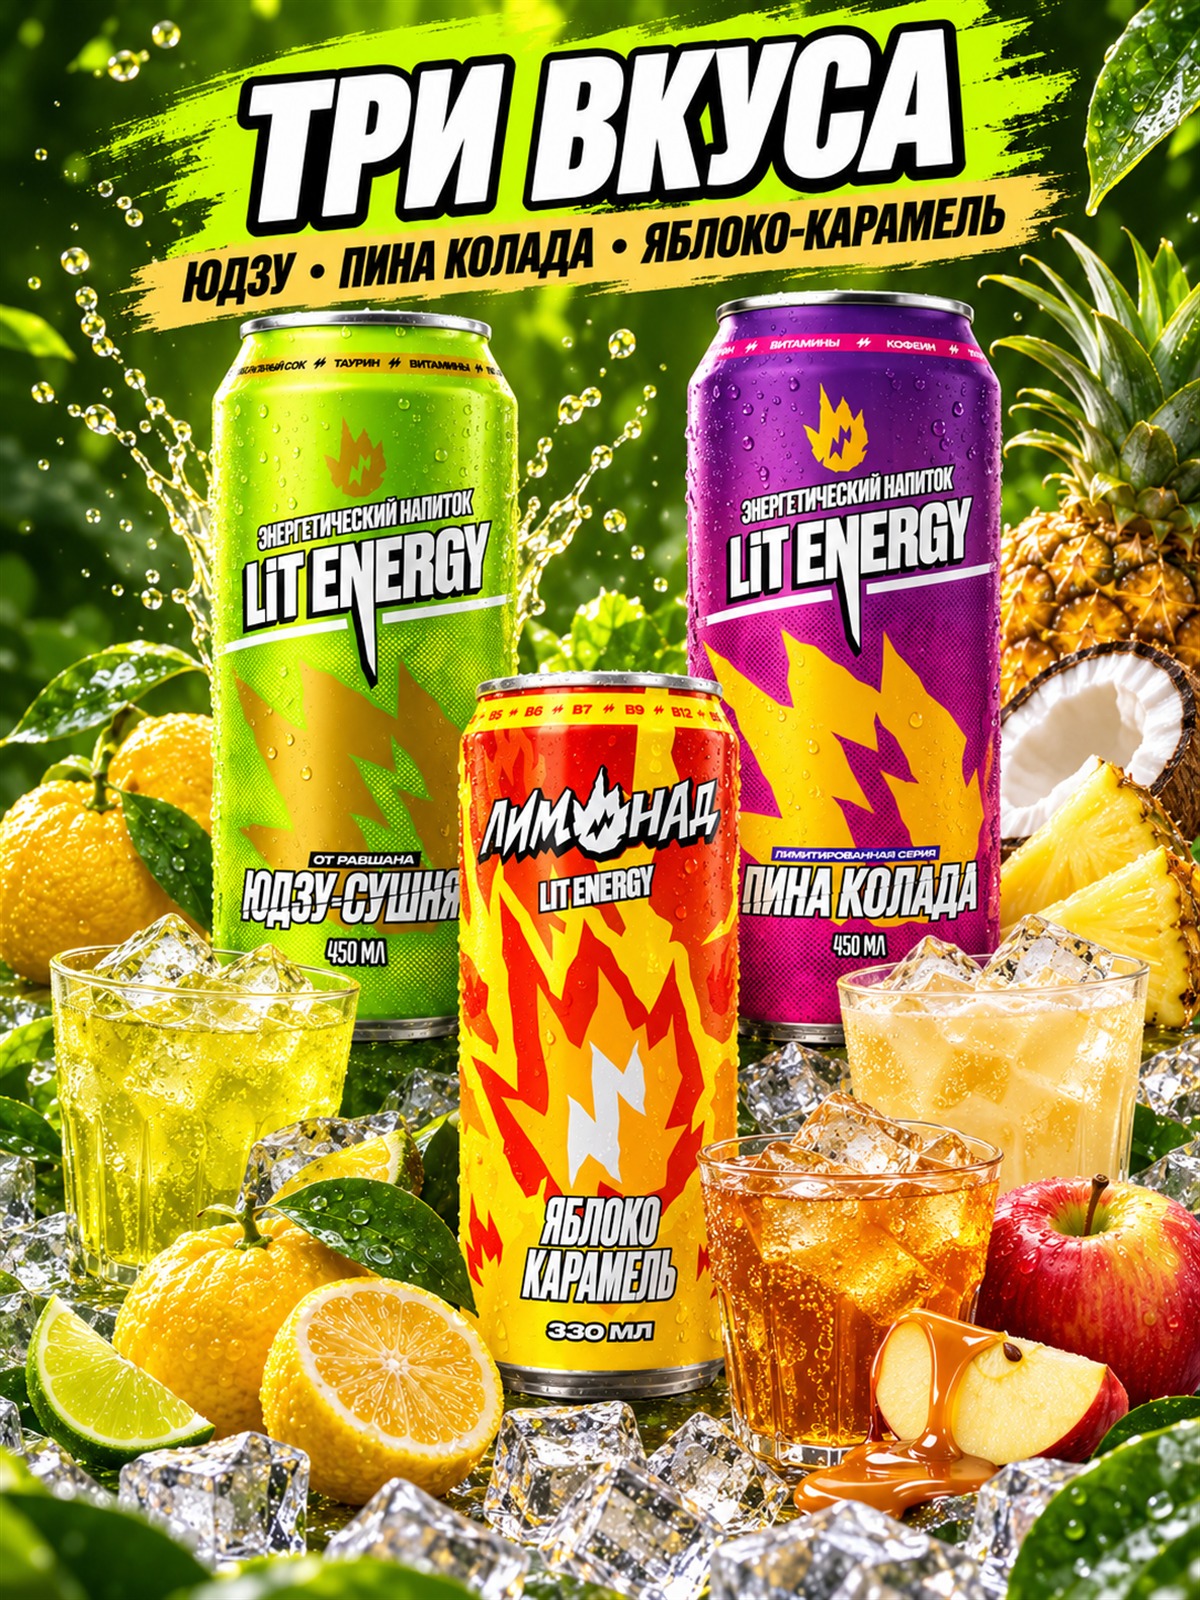 ТРИ ВКУСА
ЮДЗУ • ПИНА КОЛАДА • ЯБЛОКО-КАРАМЕЛЬ
СОК ТАУРИН ВИТАМИНЫ
ЭНЕРГЕТИЧЕСКИЙ НАПИТОК
LIT ENERGY
ОТ РАВШАНА
ЮДЗУ-СУШНЯ
450 МЛ
ВИТАМИНЫ КОФЕИН
ЭНЕРГЕТИЧЕСКИЙ НАПИТОК
LIT ENERGY
ЛИМИТИРОВАННАЯ СЕРИЯ
ПИНА КОЛАДА
450 МЛ
B5 B6 B7 B9 B12
ЛИМОНАД
LIT ENERGY
ЯБЛОКО
КАРАМЕЛЬ
330 МЛ